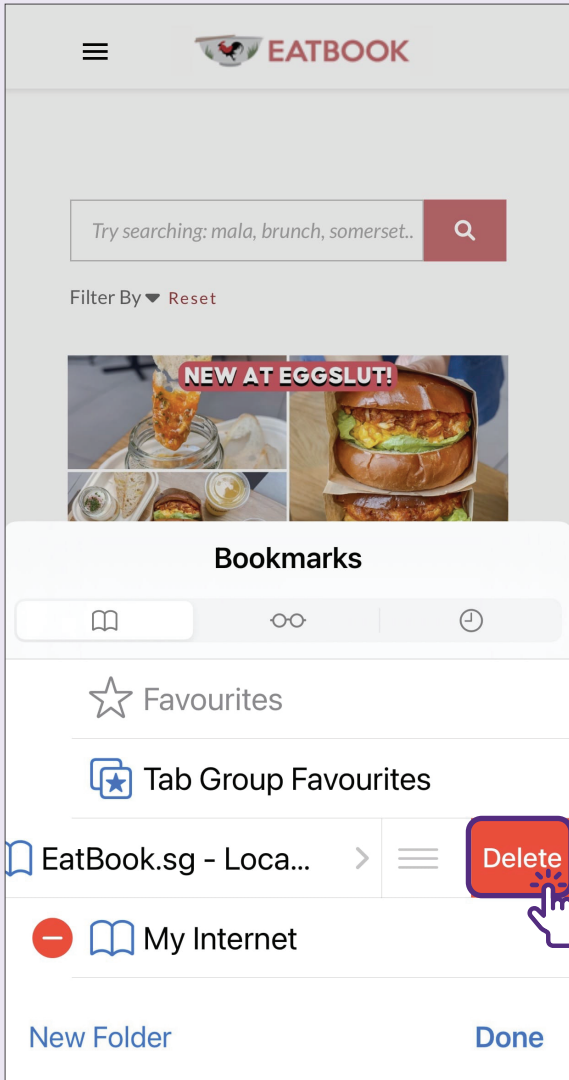 EATBOOK
Try searching: mala, brunch, somerset..
Filter By Reset
NEW AT EGGSLUT!
Bookmarks
Favourites
Tab Group Favourites
EatBook.sg - Loca...
Delete
My Internet
New Folder
Done